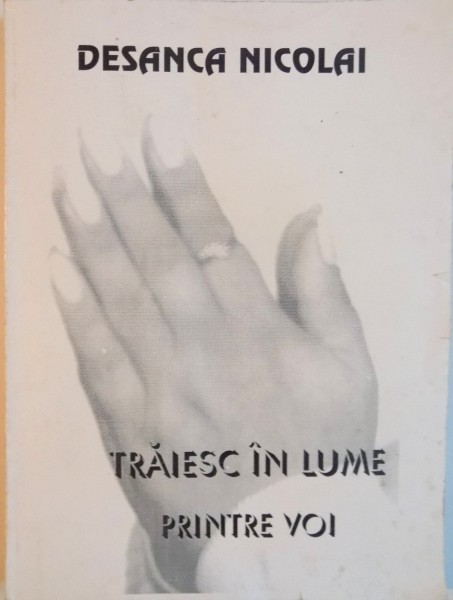 DESANCA NICOLAI
TRĂIESC ÎN LUME
PRINTRE VOI